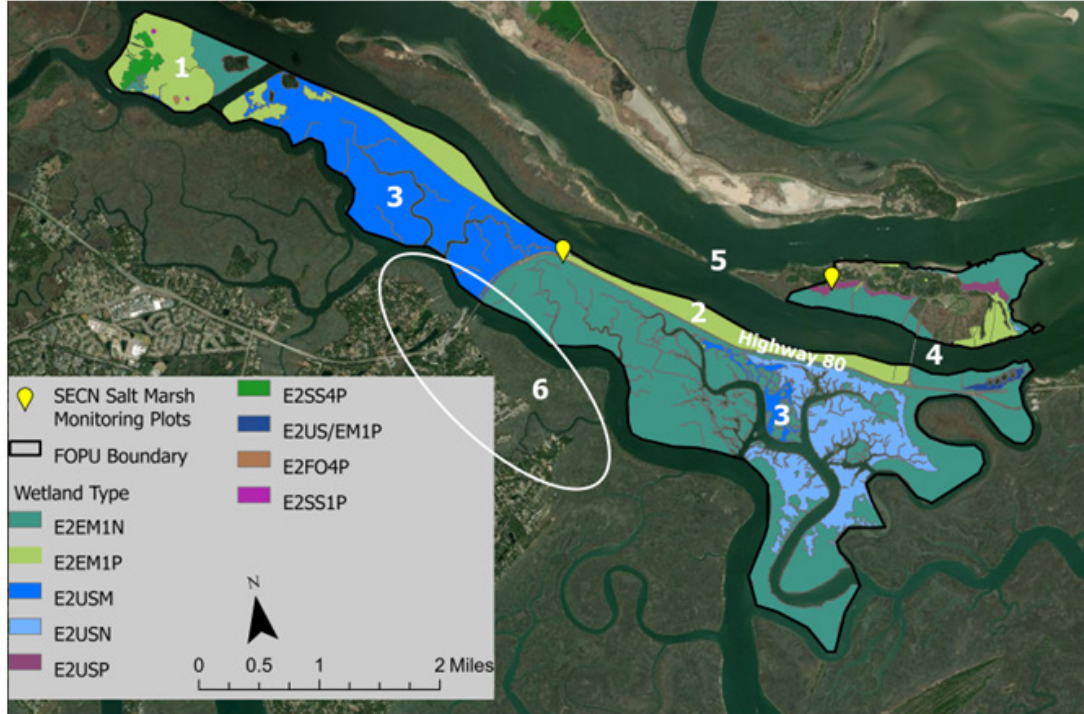 1
3
5
2
Highway 80
4
6
3
SECN Salt Marsh
Monitoring Plots
FOPU Boundary
Wetland Type
E2EM1N
E2EM1P
E2USM
E2USN
E2USP
E2SS4P
E2US/EM1P
E2FO4P
E2SS1P
N
0 0.5 1 2 Miles